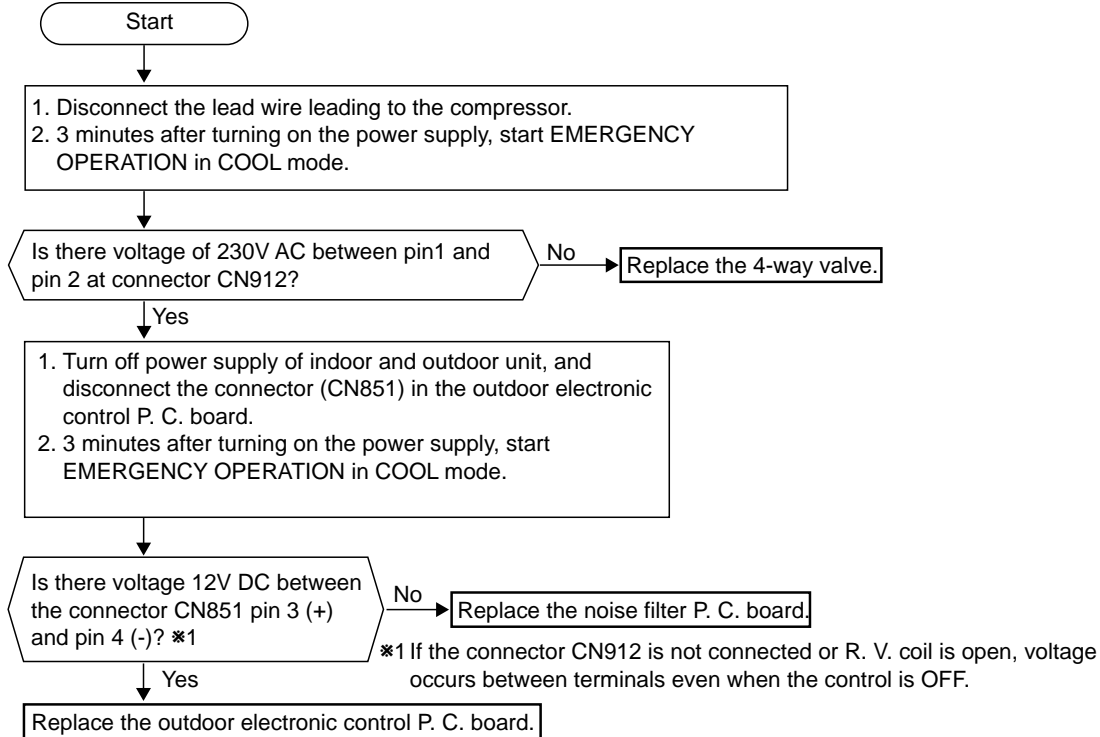 Start
1. Disconnect the lead wire leading to the compressor.
2. 3 minutes after turning on the power supply, start EMERGENCY
OPERATION in COOL mode.
Is there voltage of 230V AC between pin1 and
pin 2 at connector CN912?
No
Replace the 4-way valve.
Yes
1. Turn off power supply of indoor and outdoor unit, and
disconnect the connector (CN851) in the outdoor electronic
control P. C. board.
2. 3 minutes after turning on the power supply, start
EMERGENCY OPERATION in COOL mode.
Is there voltage 12V DC between
the connector CN851 pin 3 (+)
and pin 4 (-)? ※1
No
Replace the noise filter P. C. board.
※1 If the connector CN912 is not connected or R. V. coil is open, voltage
occurs between terminals even when the control is OFF.
Yes
Replace the outdoor electronic control P. C. board.